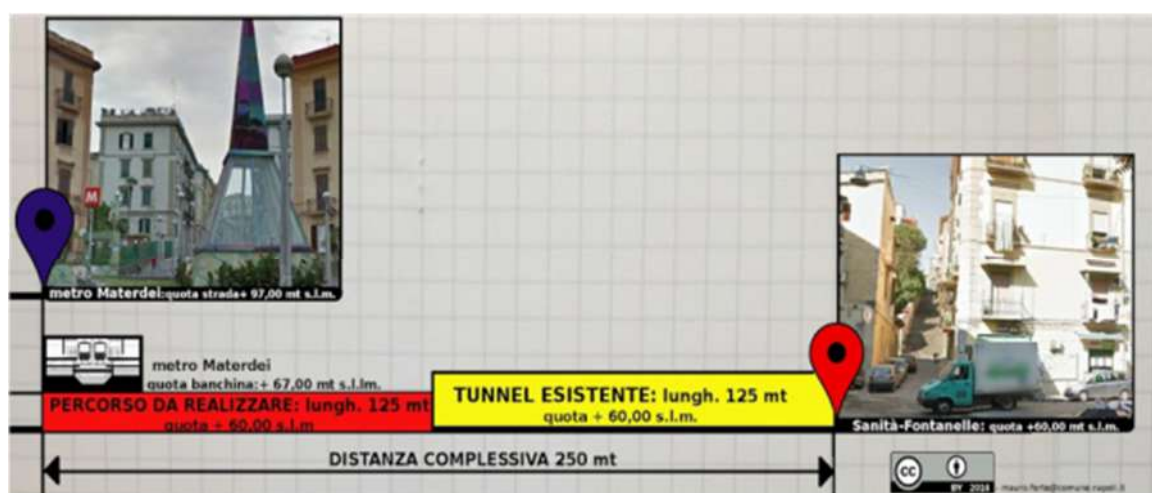 M
metro Materdei:quota strada+ 97,00 mt s.l.m.
metro Materdei
quota banchina:+ 67,00 mt s.l.lm.
PERCORSO DA REALIZZARE: lungh. 125 mt
quota + 60,00 s.l.m
TUNNEL ESISTENTE: lungh. 125 mt
quota + 60,00 mt s.l.m.
Sanità-Fontanelle: quota +60,00 mt s.l.m.
DISTANZA COMPLESSIVA 250 mt
cc
BY 2016